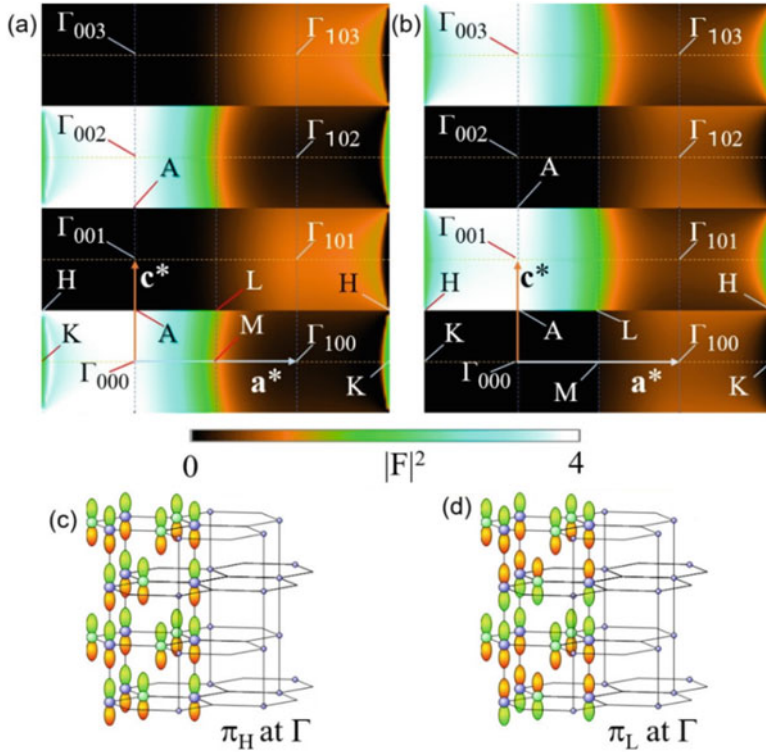 (a) (b)
Γ003 Γ103 Γ003 Γ103
Γ002 Γ102 Γ002 Γ102
A A
Γ001 Γ101 Γ001 Γ101
H c* L H H c* H
K A M Γ100 K A L Γ100
Γ000 a* K Γ000 M a* K
0 |F|² 4
(c) (d)
πH at Γ πL at Γ